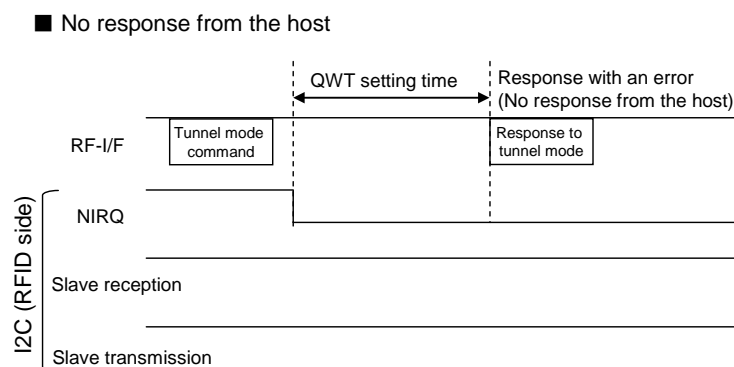 ■ No response from the host
QWT setting time
Response with an error
(No response from the host)
RF-I/F
Tunnel mode
command
Response to
tunnel mode
NIRQ
I2C (RFID side)
Slave reception
Slave transmission